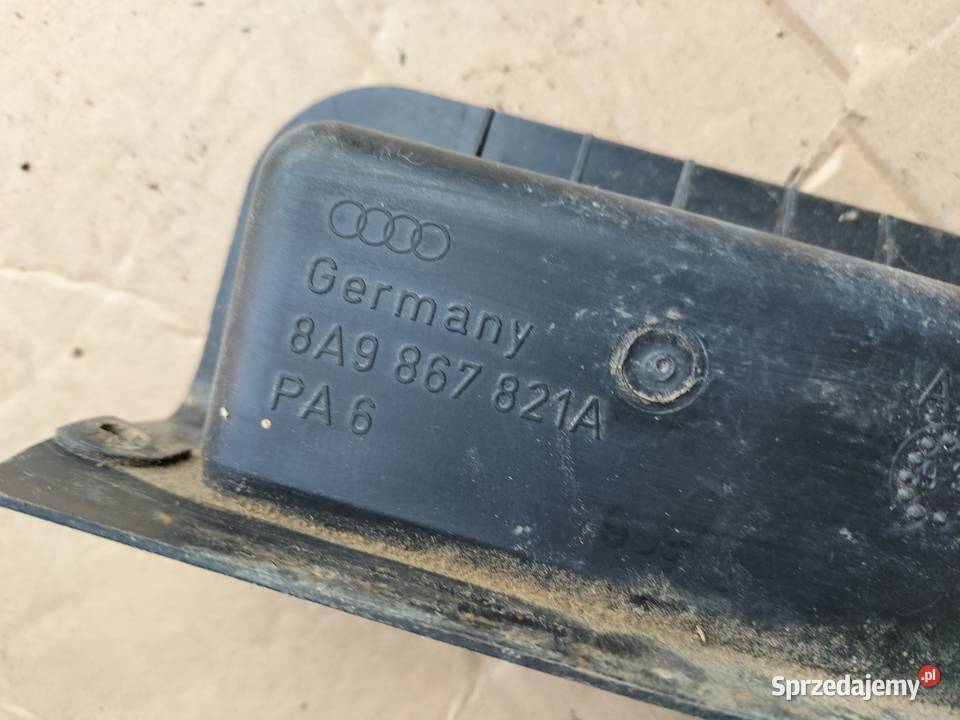 Germany
8A9 867 821A
PA 6
A
Sprzedajemy.pl